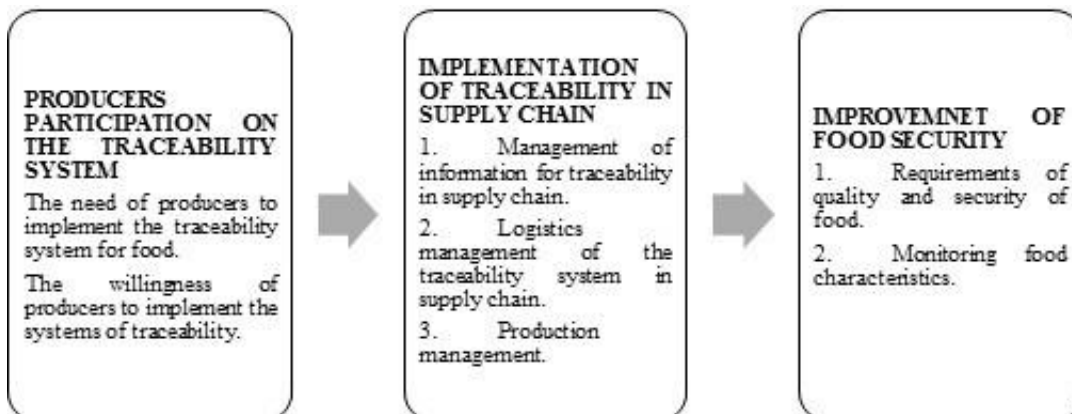 PRODUCERS
PARTICIPATION ON
THE TRACEABILITY
SYSTEM
The need of producers to
implement the traceability
system for food.
The willingness of
producers to implement the
systems of traceability.
IMPLEMENTATION
OF TRACEABILITY IN
SUPPLY CHAIN
1. Management of
information for traceability
in supply chain.
2. Logistics
management of the
traceability system in
supply chain.
3. Production
management.
IMPROVEMNET OF
FOOD SECURITY
1. Requirements of
quality and security of
food.
2. Monitoring food
characteristics.